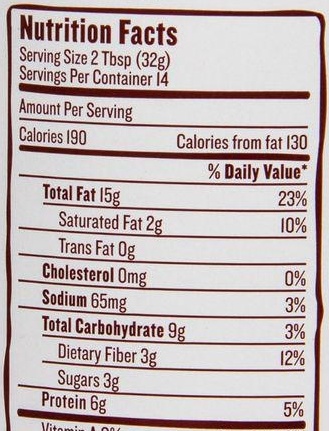 Nutrition Facts
Serving Size 2 Tbsp (32g)
Servings Per Container 14
Amount Per Serving
Calories 190 Calories from fat 130
% Daily Value*
Total Fat 15g 23%
Saturated Fat 2g 10%
Trans Fat 0g
Cholesterol 0mg 0%
Sodium 65mg 3%
Total Carbohydrate 9g 3%
Dietary Fiber 3g 12%
Sugars 3g
Protein 6g 5%
Vitamin A 0%